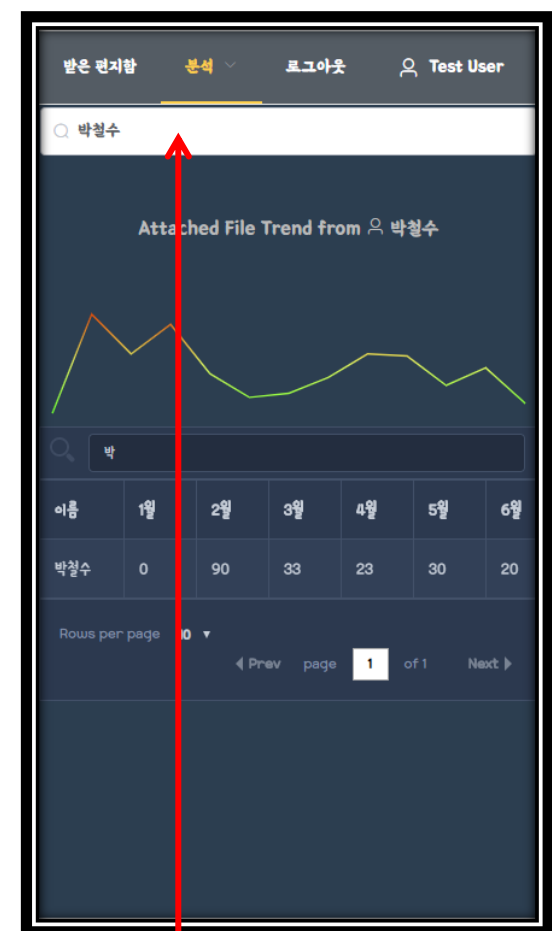 받은 편지함 분석 로그아웃 Test User
박철수
Attached File Trend from 박철수
박
이름 1월 2월 3월 4월 5월 6월
박철수 0 90 33 23 30 20
Rows per page
Prev page 1 of 1 Next